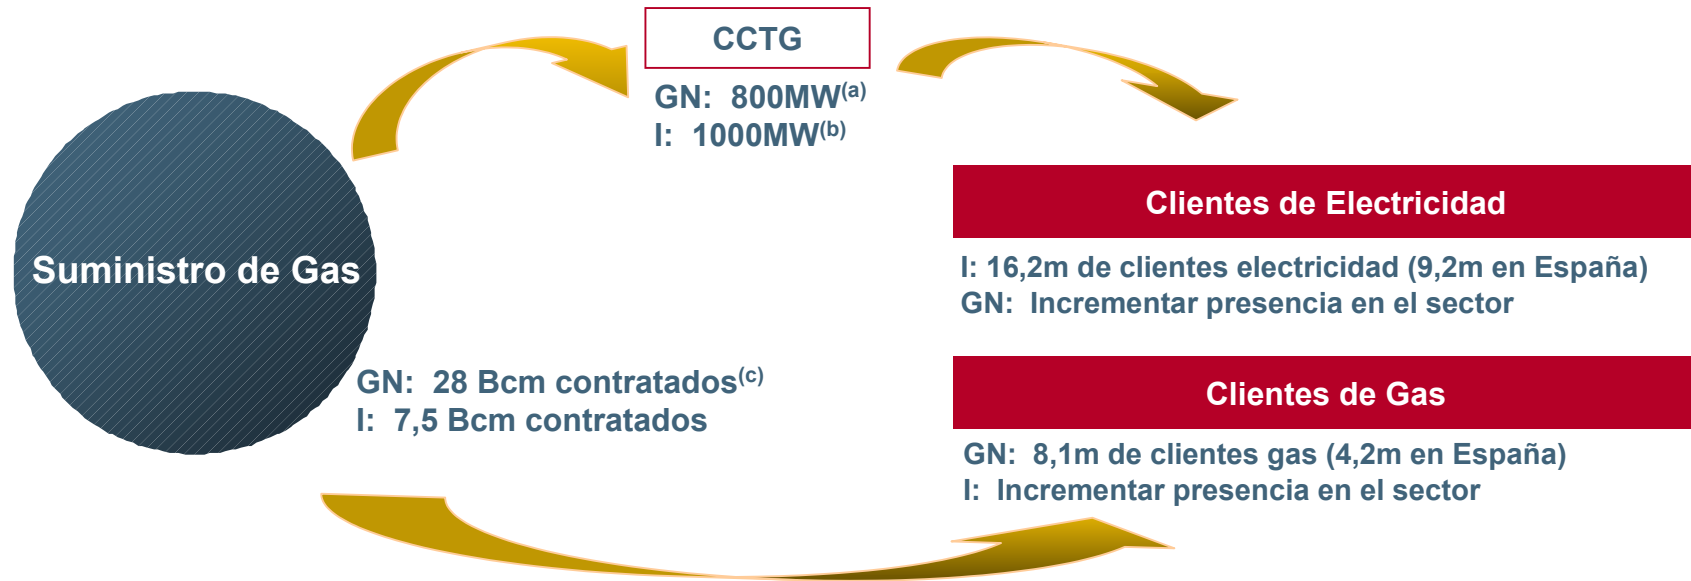 CCTG
GN: 800MW(a)
I: 1000MW(b)
Suministro de Gas
GN: 28 Bcm contratados(c)
I: 7,5 Bcm contratados
Clientes de Electricidad
I: 16,2m de clientes electricidad (9,2m en España)
GN: Incrementar presencia en el sector
Clientes de Gas
GN: 8,1m de clientes gas (4,2m en España)
I: Incrementar presencia en el sector